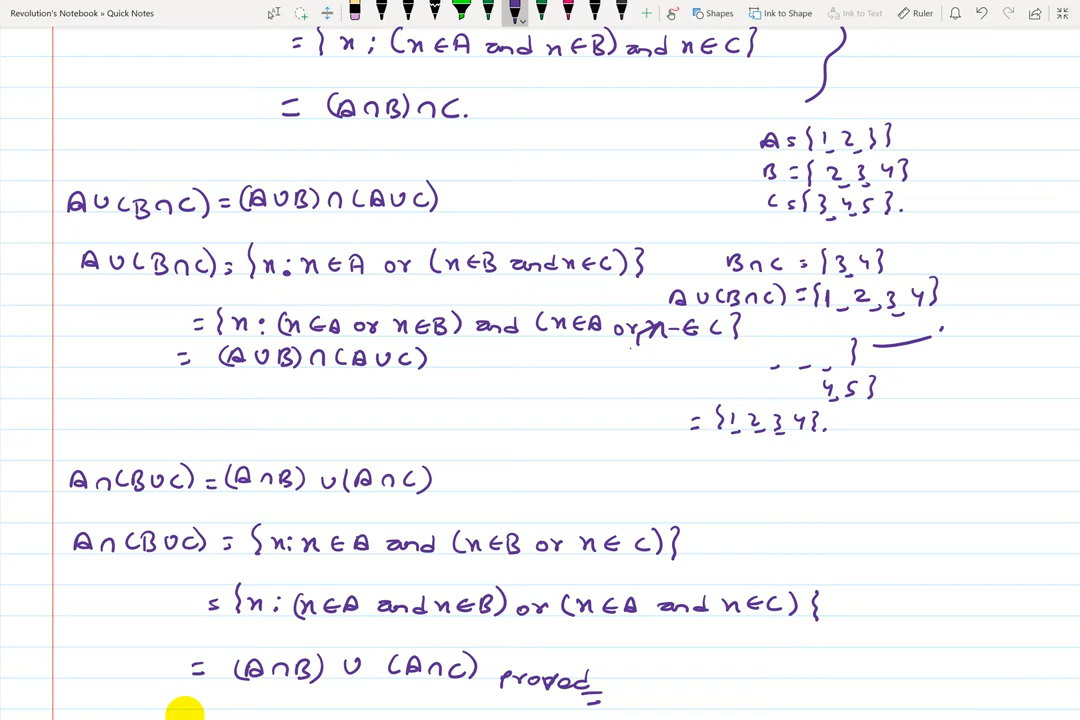 Revolution's Notebook » Quick Notes
Shapes
Ink to Shape
Ink to Text
Ruler
= { x ; (x ∈ A and x ∈ B) and x ∈ C}
= (A ∩ B) ∩ C.
A = {1, 2, 3}
B = { 2, 3, 4}
C = {3, 4, 5}.
A ∪ (B ∩ C) = (A ∪ B) ∩ (A ∪ C)
A ∪ (B ∩ C) = {x : x ∈ A or (x ∈ B and x ∈ C)}
B ∩ C = {3, 4}
A ∪ (B ∩ C) = {1, 2, 3, 4}
= {x : (x ∈ A or x ∈ B) and (x ∈ A or x ∈ C}
= (A ∪ B) ∩ (A ∪ C)
, , , }
4, 5}
= {1, 2, 3, 4}.
A ∩ (B ∪ C) = (A ∩ B) ∪ (A ∩ C)
A ∩ (B ∪ C) = {x : x ∈ A and (x ∈ B or x ∈ C)}
= {x : (x ∈ A and x ∈ B) or (x ∈ A and x ∈ C) {
= (A ∩ B) ∪ (A ∩ C) proved